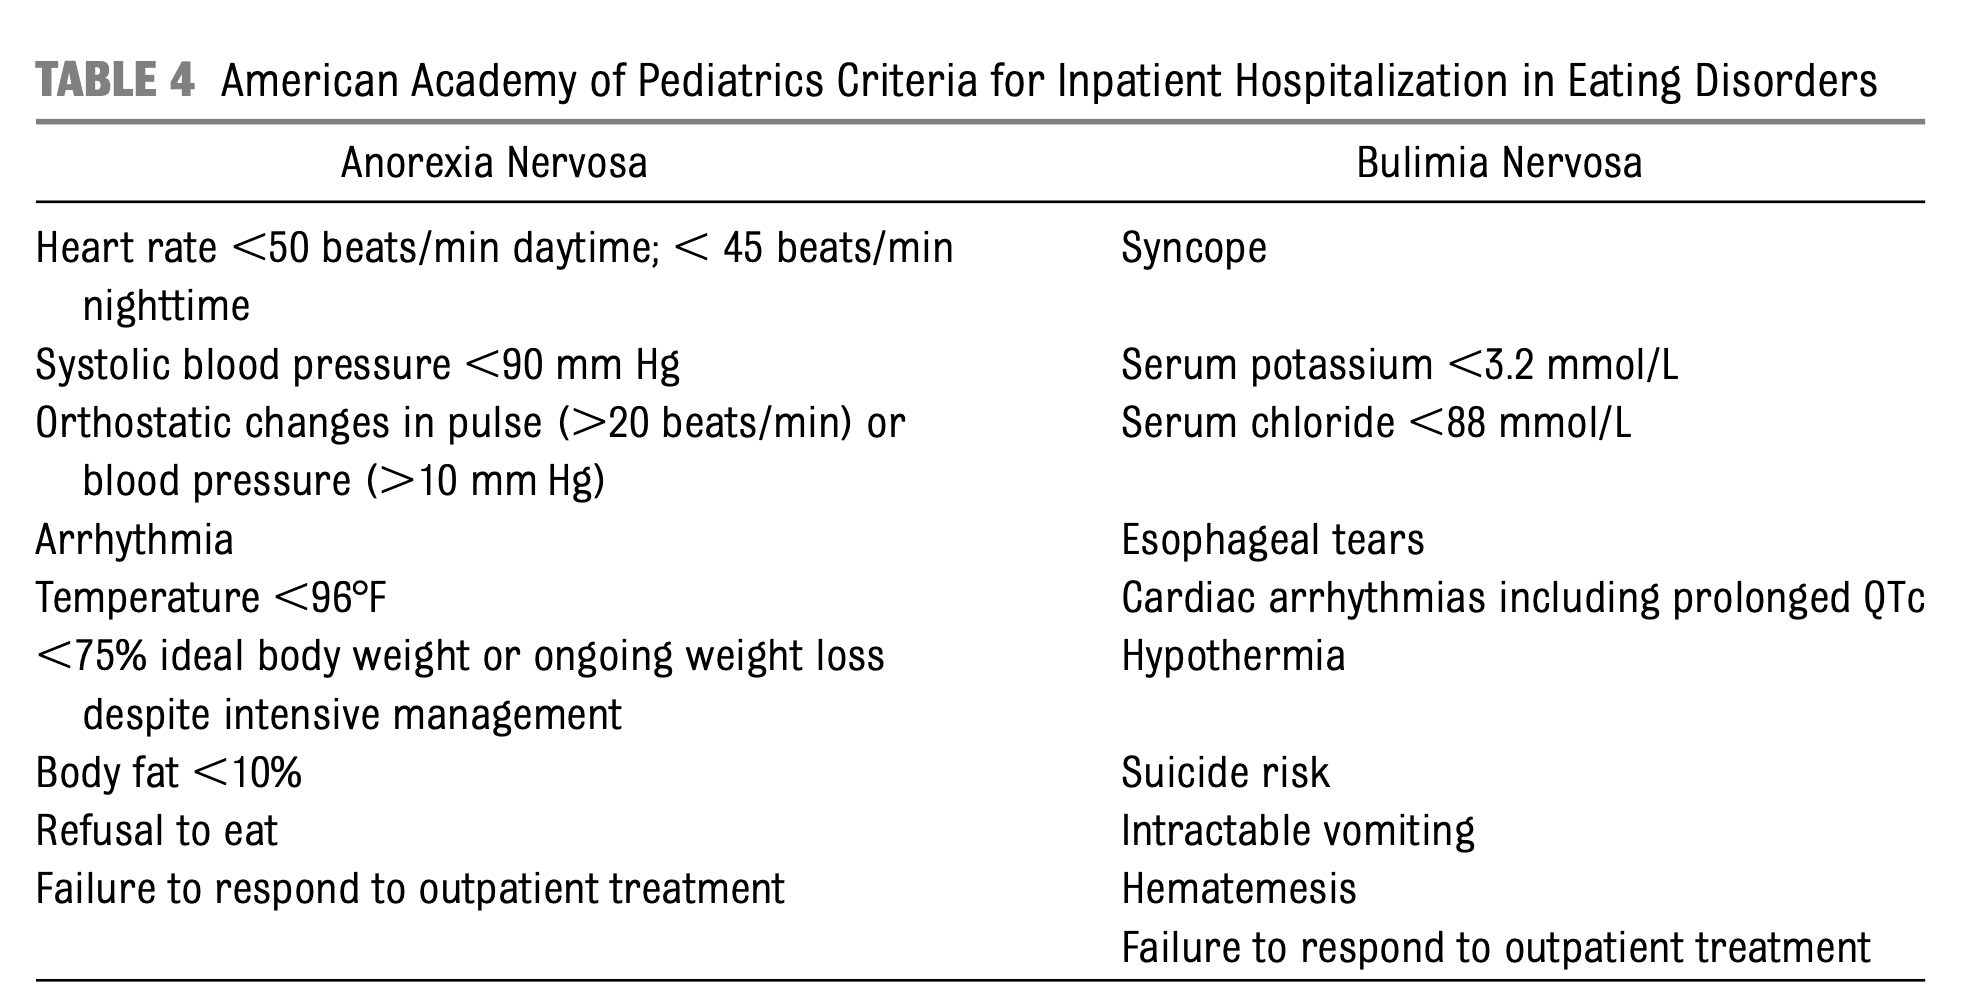 TABLE 4 American Academy of Pediatrics Criteria for Inpatient Hospitalization in Eating Disorders
Anorexia Nervosa Bulimia Nervosa
Heart rate <50 beats/min daytime; < 45 beats/min Syncope
nighttime
Systolic blood pressure <90 mm Hg Serum potassium <3.2 mmol/L
Orthostatic changes in pulse (>20 beats/min) or Serum chloride <88 mmol/L
blood pressure (>10 mm Hg)
Arrhythmia Esophageal tears
Temperature <96°F Cardiac arrhythmias including prolonged QTc
<75% ideal body weight or ongoing weight loss Hypothermia
despite intensive management
Body fat <10% Suicide risk
Refusal to eat Intractable vomiting
Failure to respond to outpatient treatment Hematemesis
Failure to respond to outpatient treatment